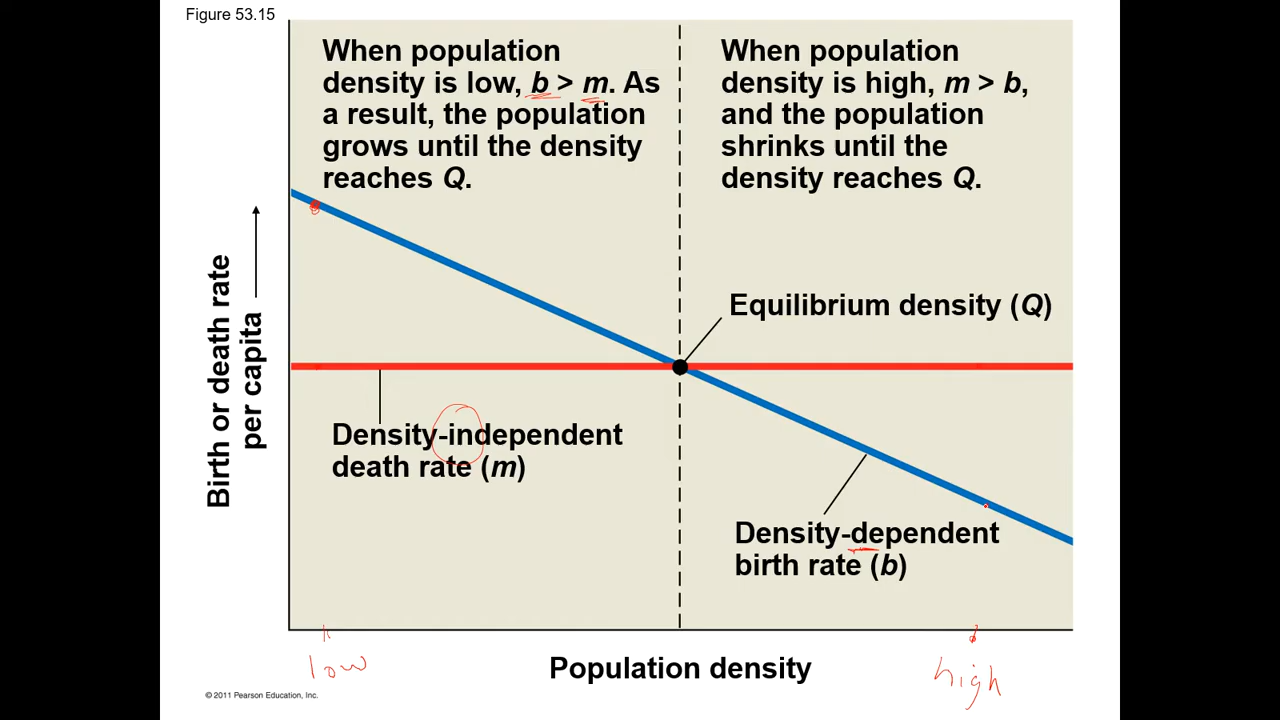 Figure 53.15
When population
density is low, b > m. As
a result, the population
grows until the density
reaches Q.
When population
density is high, m > b,
and the population
shrinks until the
density reaches Q.
Birth or death rate
per capita
Equilibrium density (Q)
Density-independent
death rate (m)
Density-dependent
birth rate (b)
low
high
Population density
© 2011 Pearson Education, Inc.